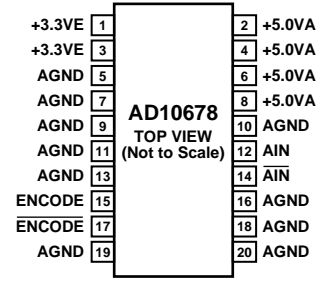 +3.3VE 1 2 +5.0VA
+3.3VE 3 4 +5.0VA
AGND 5 6 +5.0VA
AGND 7 8 +5.0VA
AD10678
AGND 9 10 AGND
TOP VIEW
AGND 11 (Not to Scale) 12 AIN
AGND 13 14 A̅I̅N̅
ENCODE 15 16 AGND
E̅N̅C̅O̅D̅E̅ 17 18 AGND
AGND 19 20 AGND